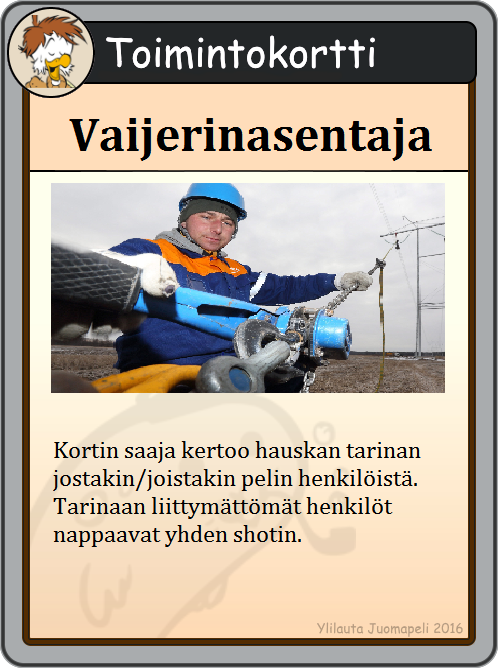 Toimintokortti
Vaijerinasentaja
Kortin saaja kertoo hauskan tarinan
jostakin/joistakin pelin henkilöistä.
Tarinaan liittymättömät henkilöt
nappaavat yhden shotin.
Ylilauta Juomapeli 2016